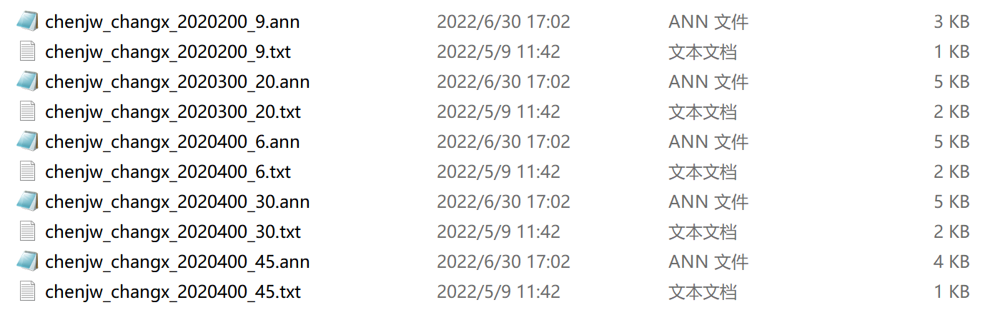 chenjw_changx_2020200_9.ann 2022/6/30 17:02 ANN 文件 3 KB
chenjw_changx_2020200_9.txt 2022/5/9 11:42 文本文档 1 KB
chenjw_changx_2020300_20.ann 2022/6/30 17:02 ANN 文件 5 KB
chenjw_changx_2020300_20.txt 2022/5/9 11:42 文本文档 2 KB
chenjw_changx_2020400_6.ann 2022/6/30 17:02 ANN 文件 5 KB
chenjw_changx_2020400_6.txt 2022/5/9 11:42 文本文档 2 KB
chenjw_changx_2020400_30.ann 2022/6/30 17:02 ANN 文件 5 KB
chenjw_changx_2020400_30.txt 2022/5/9 11:42 文本文档 2 KB
chenjw_changx_2020400_45.ann 2022/6/30 17:02 ANN 文件 4 KB
chenjw_changx_2020400_45.txt 2022/5/9 11:42 文本文档 1 KB